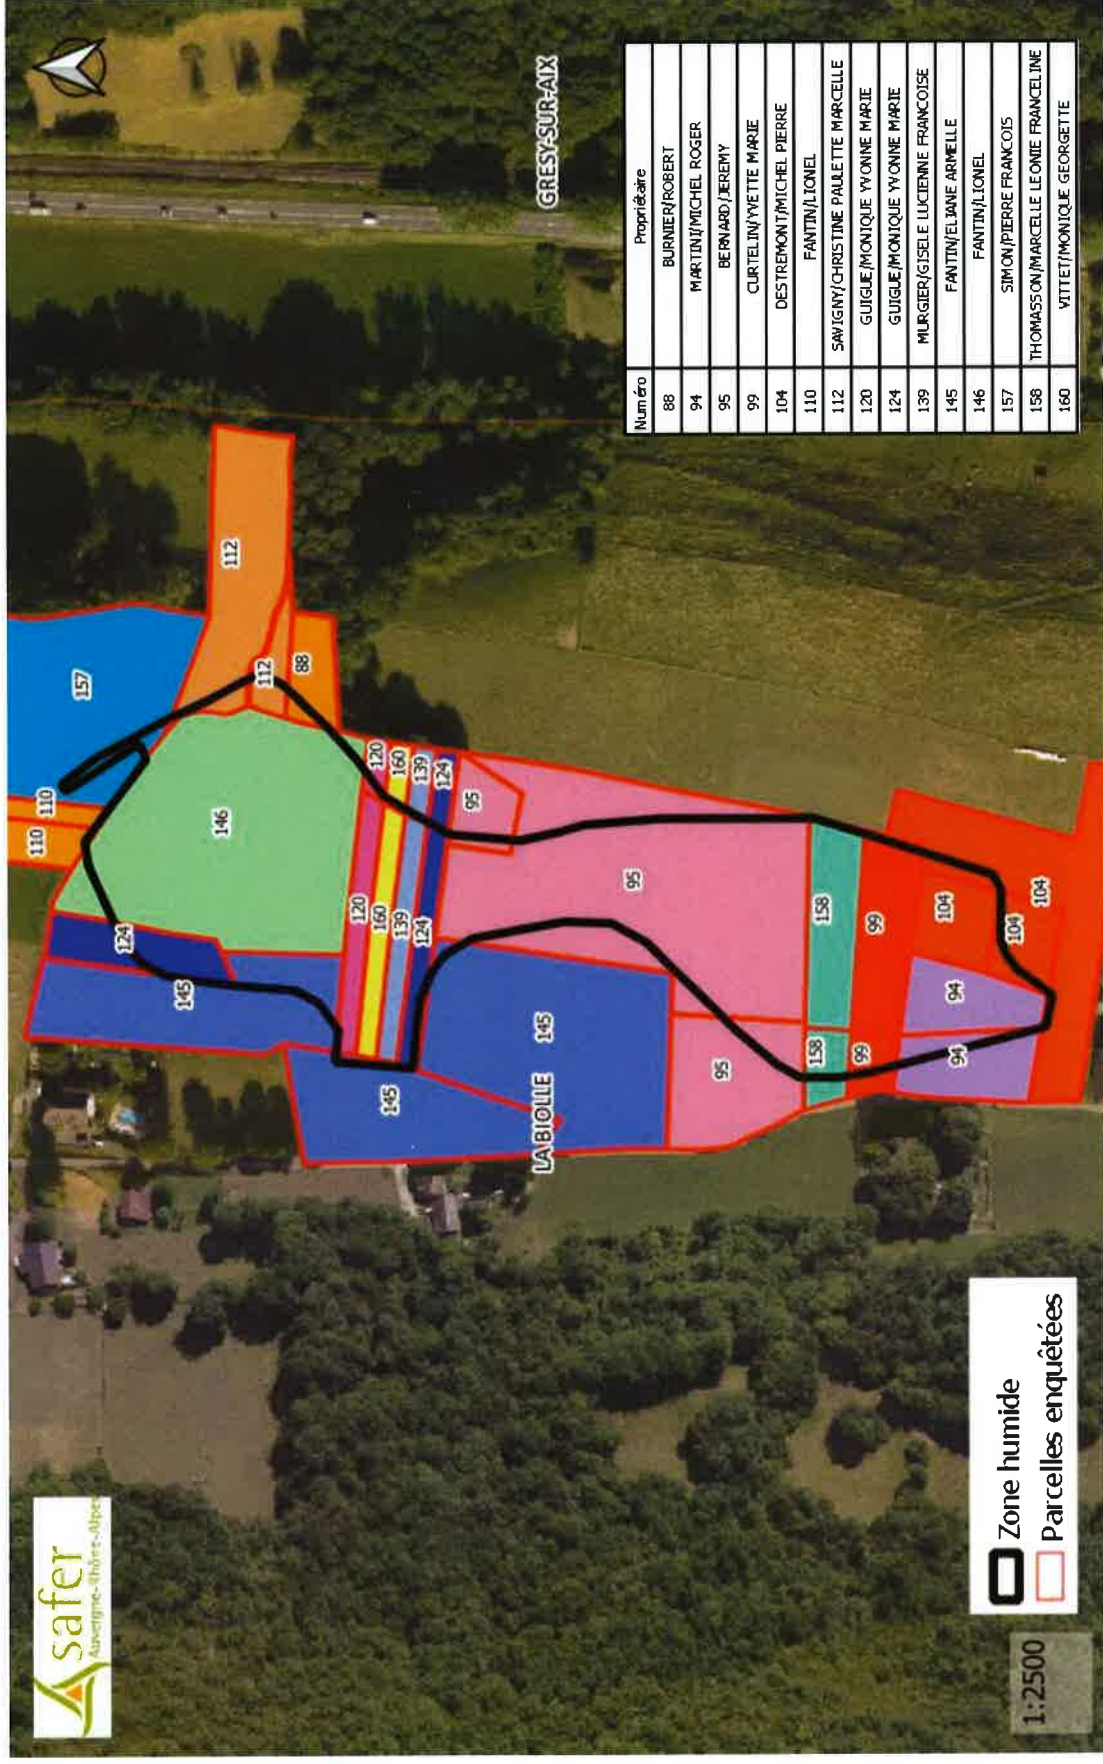 safer
Auvergne-Rhône-Alpes
GRESY-SUR-AIX
LA BIOLLE
110
110
157
112
112
88
146
124
145
120
160
139
124
120
160
139
124
95
145
145
95
95
158
158
99
99
104
104
104
94
94
Numéro Propriétaire
88 BURNIER/ROBERT
94 MARTINI/MICHEL ROGER
95 BERNARD/JEREMY
99 CURTELIN/YVETTE MARIE
104 DESTREMONT/MICHEL PIERRE
110 FANTIN/LIONEL
112 SAVIGNY/CHRISTINE PAULETTE MARCELLE
120 GUIGUE/MONIQUE YVONNE MARIE
124 GUIGUE/MONIQUE YVONNE MARIE
139 MURGIER/GISELE LUCIENNE FRANCOISE
145 FANTIN/ELIANE ARMELLE
146 FANTIN/LIONEL
157 SIMON/PIERRE FRANCOIS
158 THOMASSON/MARCELLE LEONIE FRANCELINE
160 VITTET/MONIQUE GEORGETTE
Zone humide
Parcelles enquêtées
1:2500